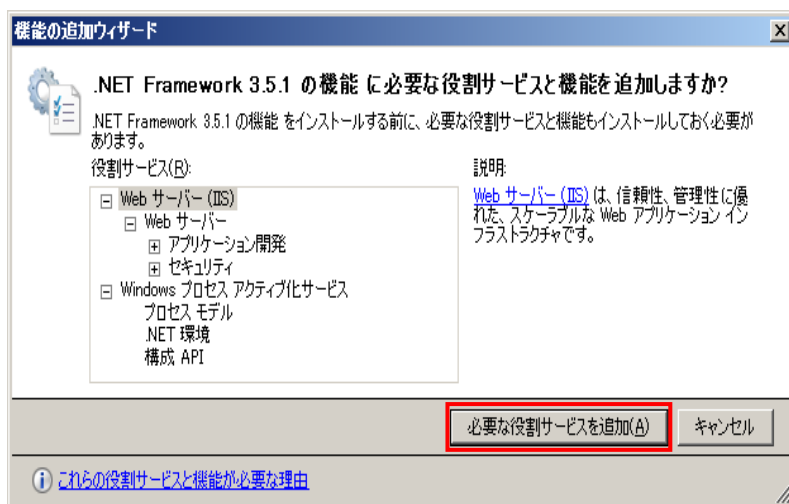 機能の追加ウィザード
.NET Framework 3.5.1 の機能 に必要な役割サービスと機能を追加しますか?
.NET Framework 3.5.1 の機能 をインストールする前に、必要な役割サービスと機能もインストールしておく必要が
あります。
役割サービス(R):
Web サーバー (IIS)
Web サーバー
アプリケーション開発
セキュリティ
Windows プロセス アクティブ化サービス
プロセス モデル
.NET 環境
構成 API
説明:
Web サーバー (IIS) は、信頼性、管理性に優
れた、スケーラブルな Web アプリケーション イン
フラストラクチャです。
必要な役割サービスを追加(A)
キャンセル
これらの役割サービスと機能が必要な理由